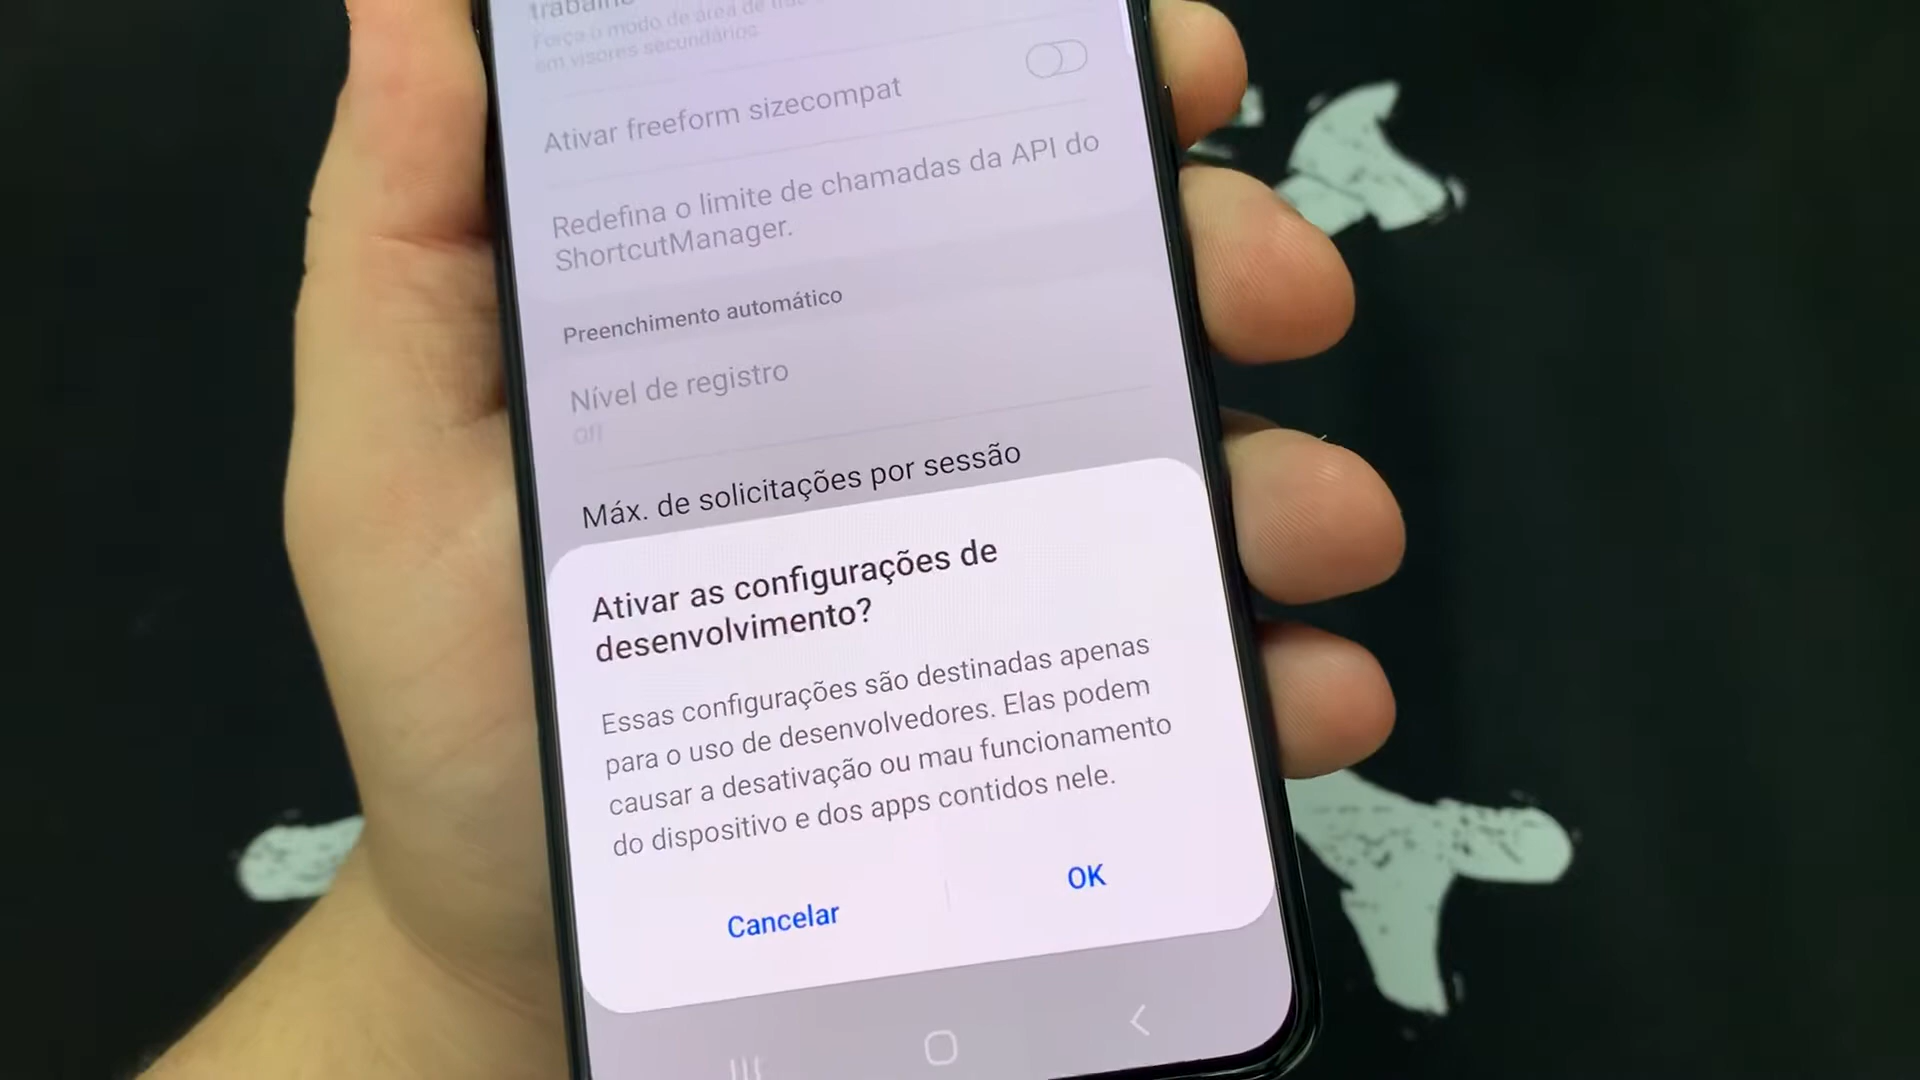 trabalho
Força o modo de área de
em visores secundários.
Ativar freeform sizecompat
Redefina o limite de chamadas da API do
ShortcutManager.
Preenchimento automático
Nível de registro
Off
Máx. de solicitações por sessão
Ativar as configurações de
desenvolvimento?
Essas configurações são destinadas apenas
para o uso de desenvolvedores. Elas podem
causar a desativação ou mau funcionamento
do dispositivo e dos apps contidos nele.
Cancelar
OK